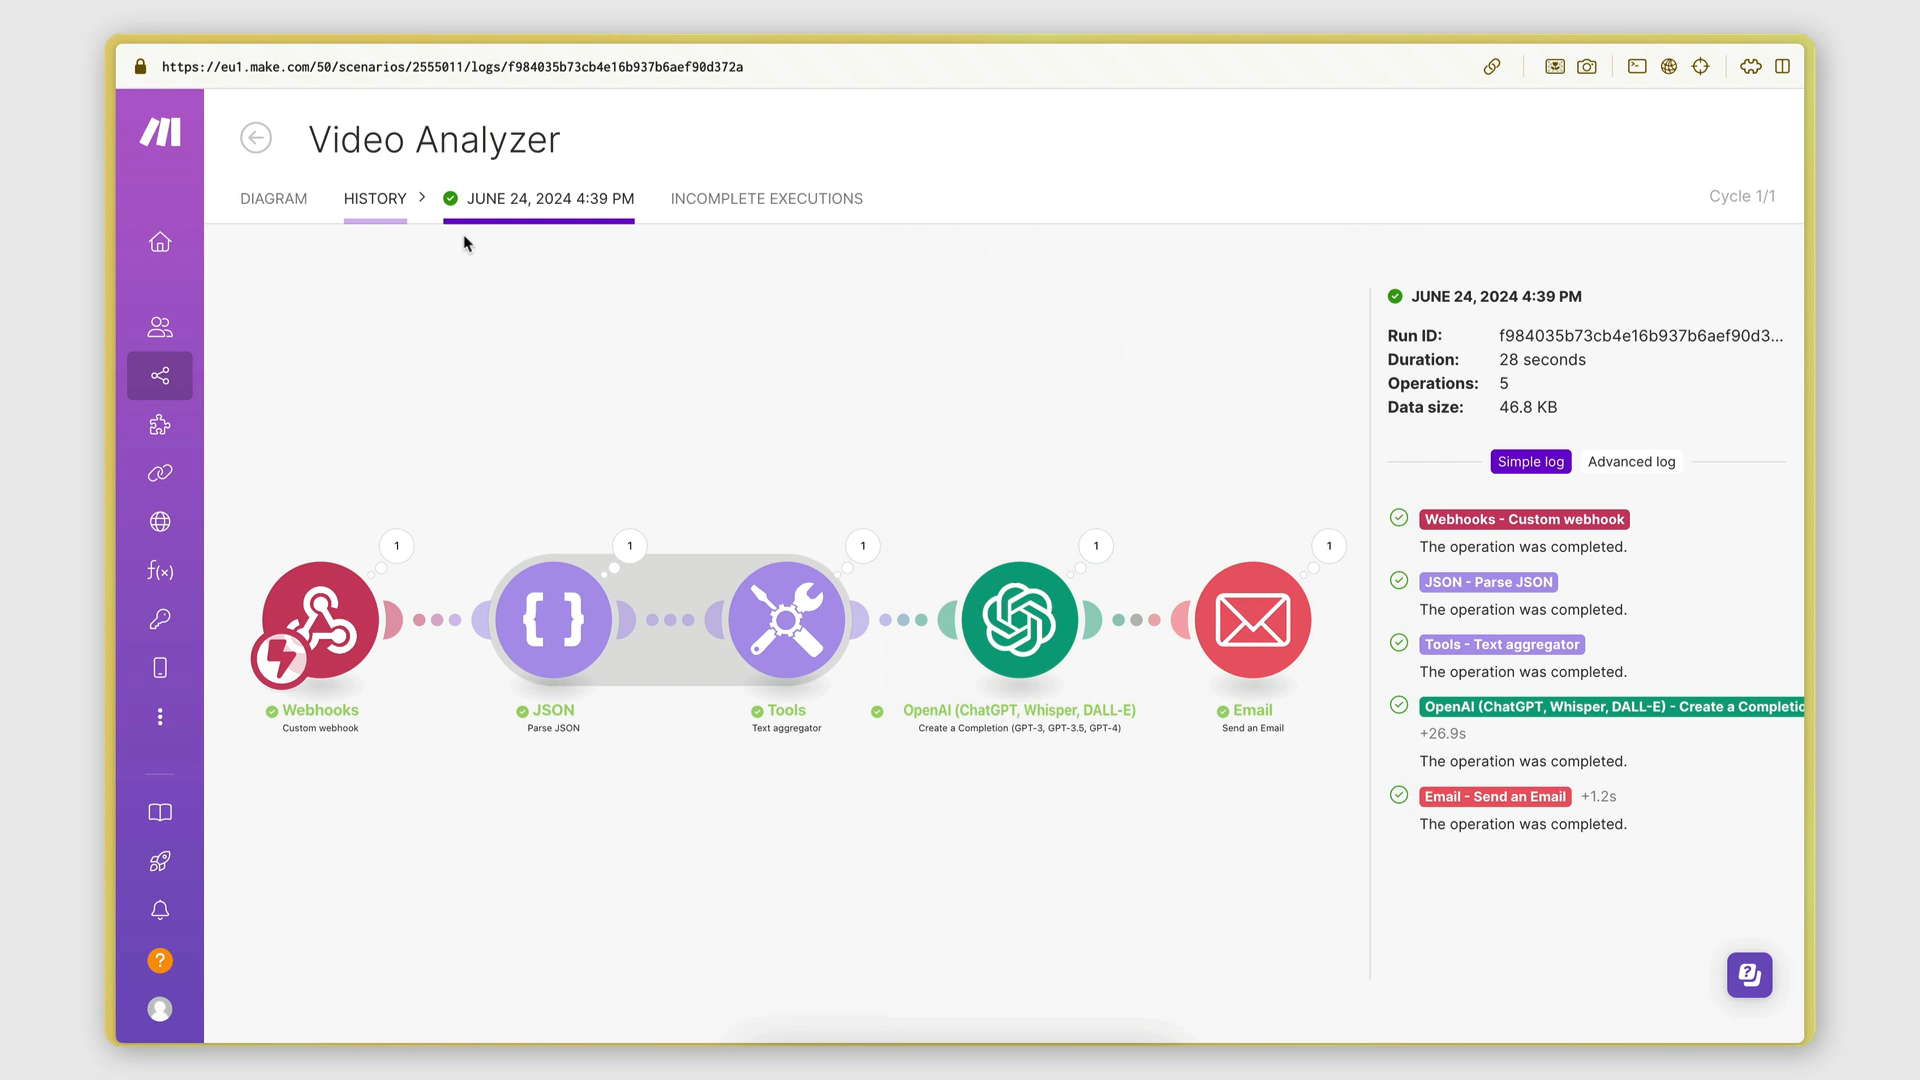 https://eu1.make.com/50/scenarios/2555011/logs/f984035b73cb4e16b937b6aef90d372a
Video Analyzer
DIAGRAM
HISTORY
JUNE 24, 2024 4:39 PM
INCOMPLETE EXECUTIONS
Cycle 1/1
JUNE 24, 2024 4:39 PM
Run ID: f984035b73cb4e16b937b6aef90d3...
Duration: 28 seconds
Operations: 5
Data size: 46.8 KB
Simple log
Advanced log
Webhooks - Custom webhook
The operation was completed.
JSON - Parse JSON
The operation was completed.
Tools - Text aggregator
The operation was completed.
OpenAI (ChatGPT, Whisper, DALL-E) - Create a Completio
+26.9s
The operation was completed.
Email - Send an Email +1.2s
The operation was completed.
1
1
1
1
1
Webhooks
Custom webhook
JSON
Parse JSON
Tools
Text aggregator
OpenAI (ChatGPT, Whisper, DALL-E)
Create a Completion (GPT-3, GPT-3.5, GPT-4)
Email
Send an Email
f(x)
?
?